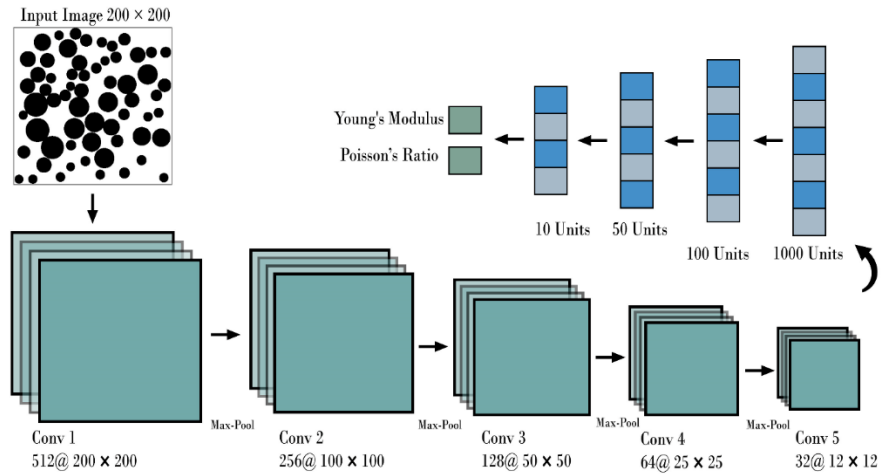 Input Image 200 × 200
Young's Modulus
Poisson's Ratio
10 Units
50 Units
100 Units
1000 Units
Max-Pool
Max-Pool
Max-Pool
Max-Pool
Conv 1
512@ 200 × 200
Conv 2
256@ 100 × 100
Conv 3
128@ 50 × 50
Conv 4
64@ 25 × 25
Conv 5
32@ 12 × 12